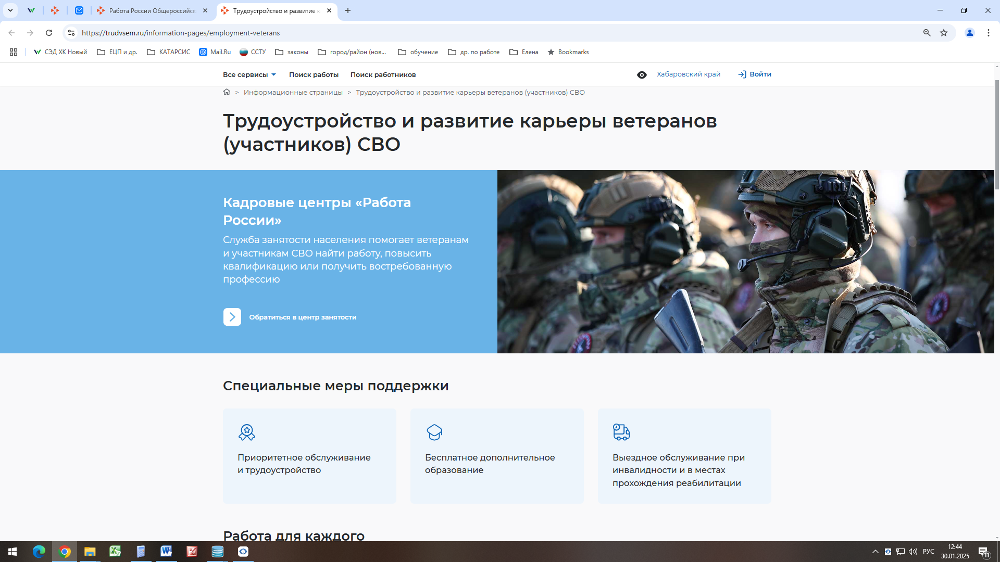 Работа России Общероссийск
Трудоустройство и развитие к
https://trudvsem.ru/information-pages/employment-veterans
СЭД ХК Новый
ЕЦП и др.
КАТАРСИС
Mail.Ru
ССТУ
законы
город/район (нов...
обучение
др. по работе
Елена
Bookmarks
Все сервисы
Поиск работы
Поиск работников
Хабаровский край
Войти
> Информационные страницы > Трудоустройство и развитие карьеры ветеранов (участников) СВО
Трудоустройство и развитие карьеры ветеранов
(участников) СВО
Кадровые центры «Работа
России»
Служба занятости населения помогает ветеранам
и участникам СВО найти работу, повысить
квалификацию или получить востребованную
профессию
Обратиться в центр занятости
Специальные меры поддержки
Приоритетное обслуживание
и трудоустройство
Бесплатное дополнительное
образование
Выездное обслуживание при
инвалидности и в местах
прохождения реабилитации
Работа для каждого
РУС
12:44
30.01.2025
11